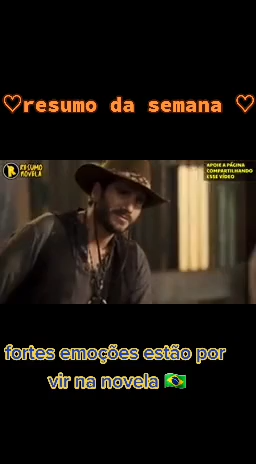 ♡resumo da semana ♡
RESUMO
NOVELA
APOIE A PÁGINA
COMPARTILHANDO
ESSE VÍDEO
fortes emoções estão por
vir na novela 🇧🇷